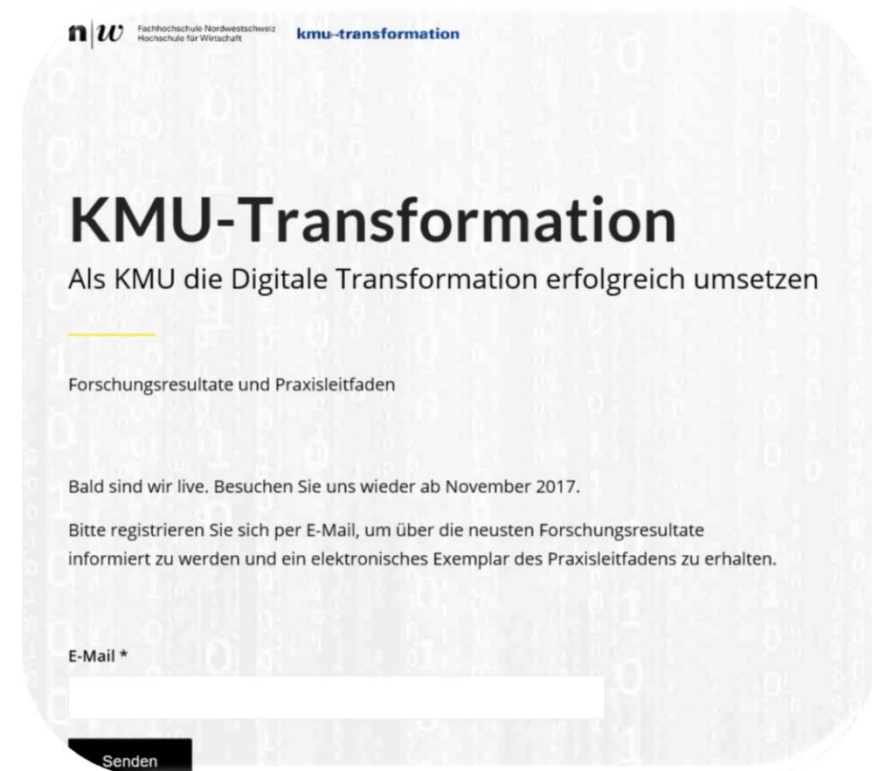 n|w Fachhochschule Nordwestschweiz
Hochschule für Wirtschaft
kmu-transformation
KMU-Transformation
Als KMU die Digitale Transformation erfolgreich umsetzen
Forschungsresultate und Praxisleitfaden
Bald sind wir live. Besuchen Sie uns wieder ab November 2017.
Bitte registrieren Sie sich per E-Mail, um über die neusten Forschungsresultate
informiert zu werden und ein elektronisches Exemplar des Praxisleitfadens zu erhalten.
E-Mail *
Senden